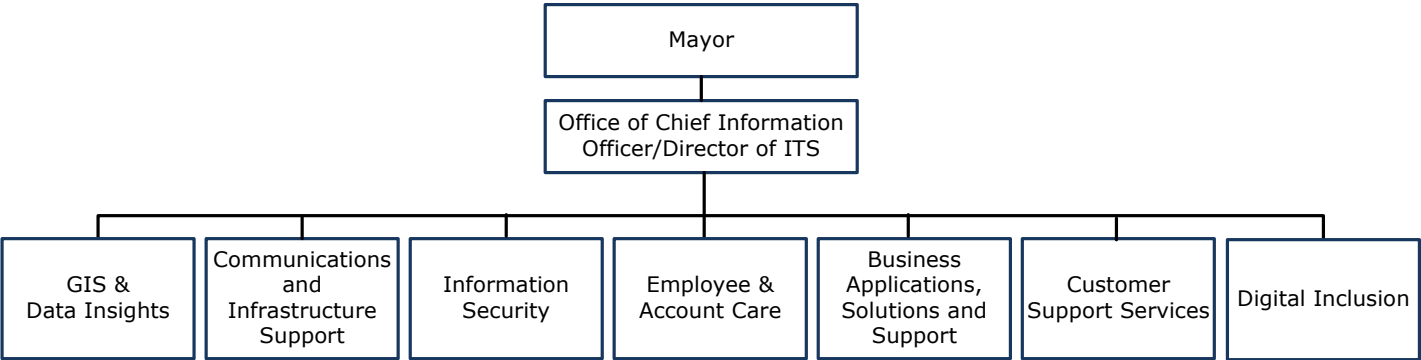 Mayor
Office of Chief Information
Officer/Director of ITS
GIS &
Data Insights
Communications
and
Infrastructure
Support
Information
Security
Employee &
Account Care
Business
Applications,
Solutions and
Support
Customer
Support Services
Digital Inclusion